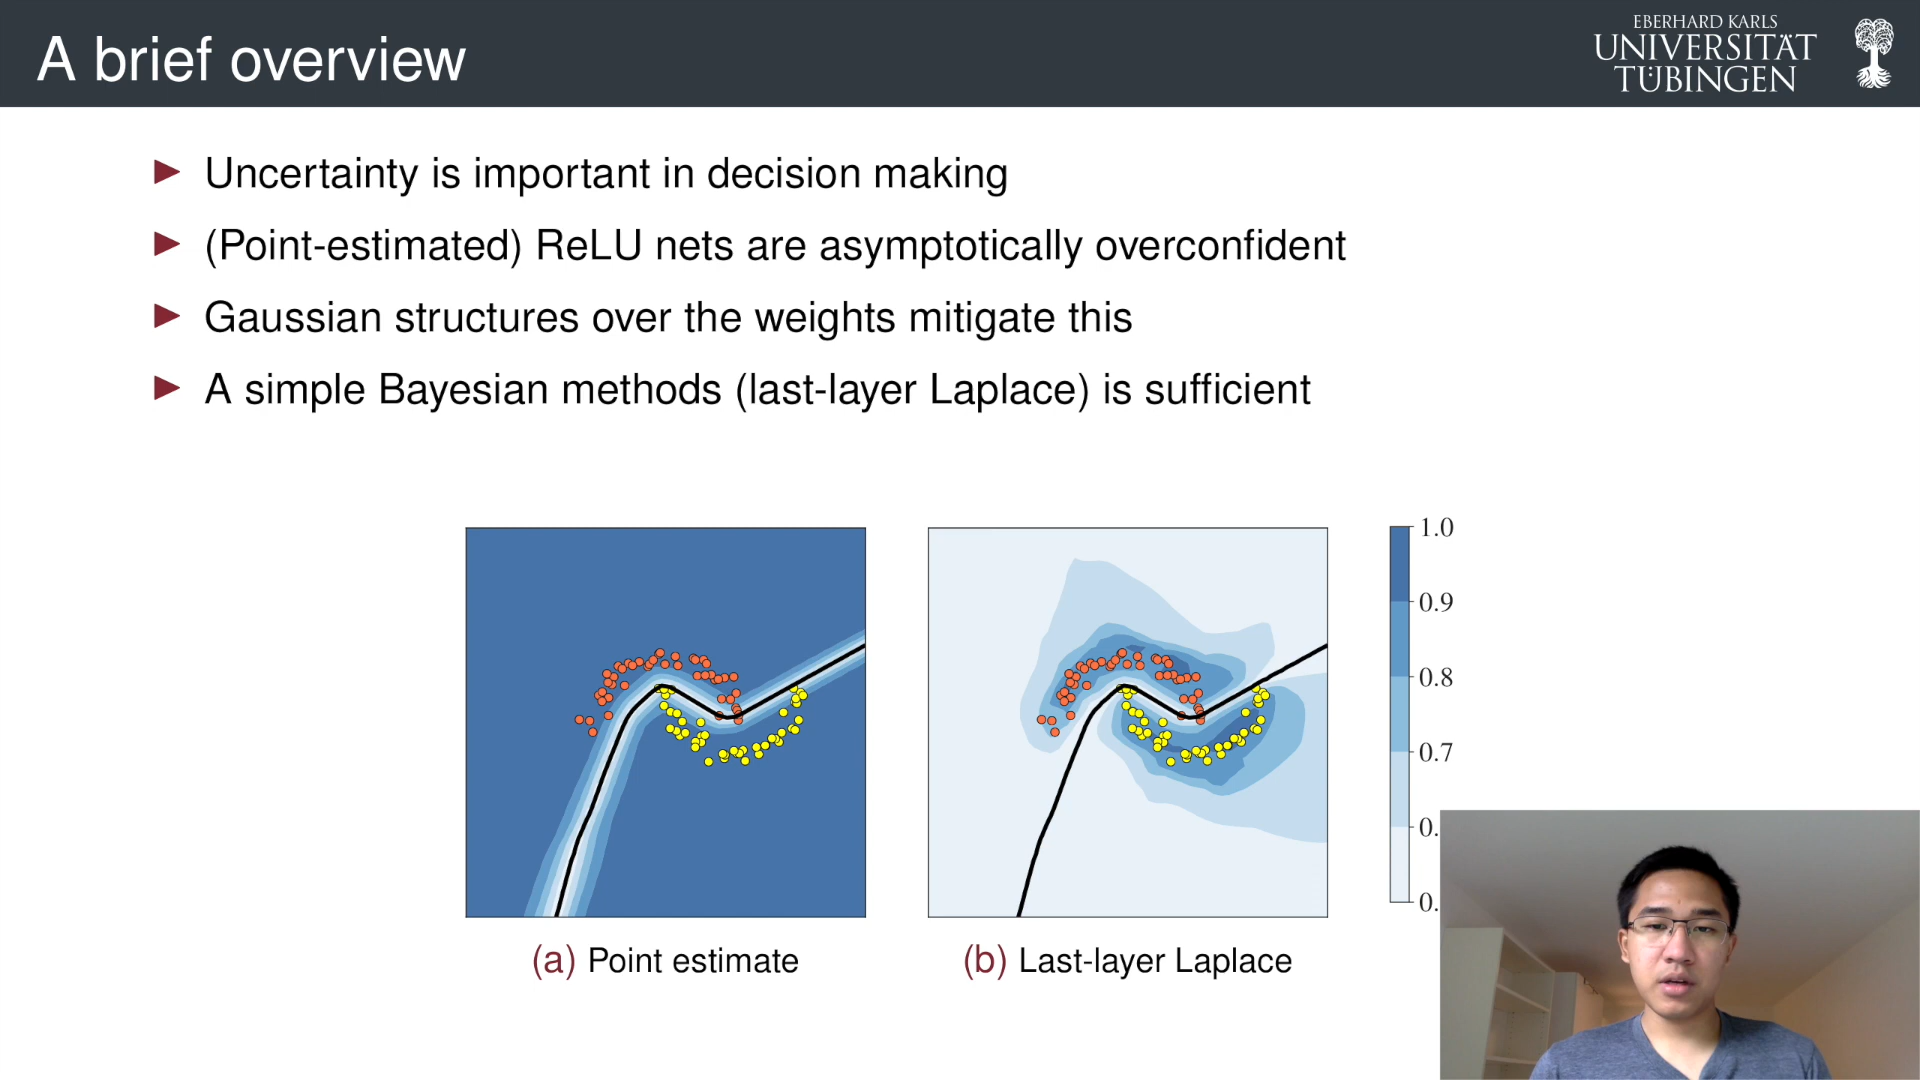 A brief overview
EBERHARD KARLS
UNIVERSITÄT
TÜBINGEN
Uncertainty is important in decision making
(Point-estimated) ReLU nets are asymptotically overconfident
Gaussian structures over the weights mitigate this
A simple Bayesian methods (last-layer Laplace) is sufficient
1.0
0.9
0.8
0.7
0.
0.
(a) Point estimate
(b) Last-layer Laplace